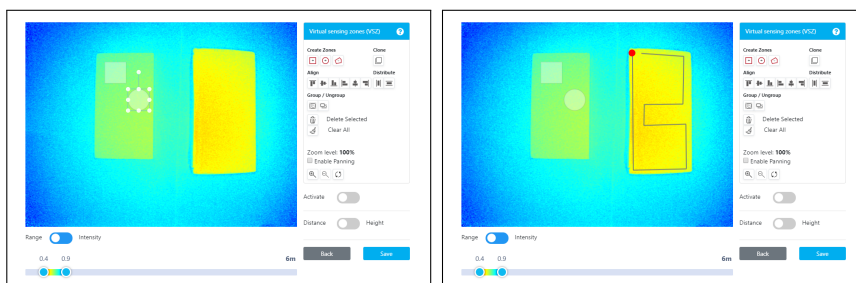 Virtual sensing zones (VSZ) ?
Create Zones Clone
Align Distribute
Group / Ungroup
Delete Selected
Clear All
Zoom level: 100%
Enable Panning
Activate
Distance Height
Range Intensity
Back Save
0.4 0.9 6m
Virtual sensing zones (VSZ) ?
Create Zones Clone
Align Distribute
Group / Ungroup
Delete Selected
Clear All
Zoom level: 100%
Enable Panning
Activate
Distance Height
Range Intensity
Back Save
0.4 0.9 6m